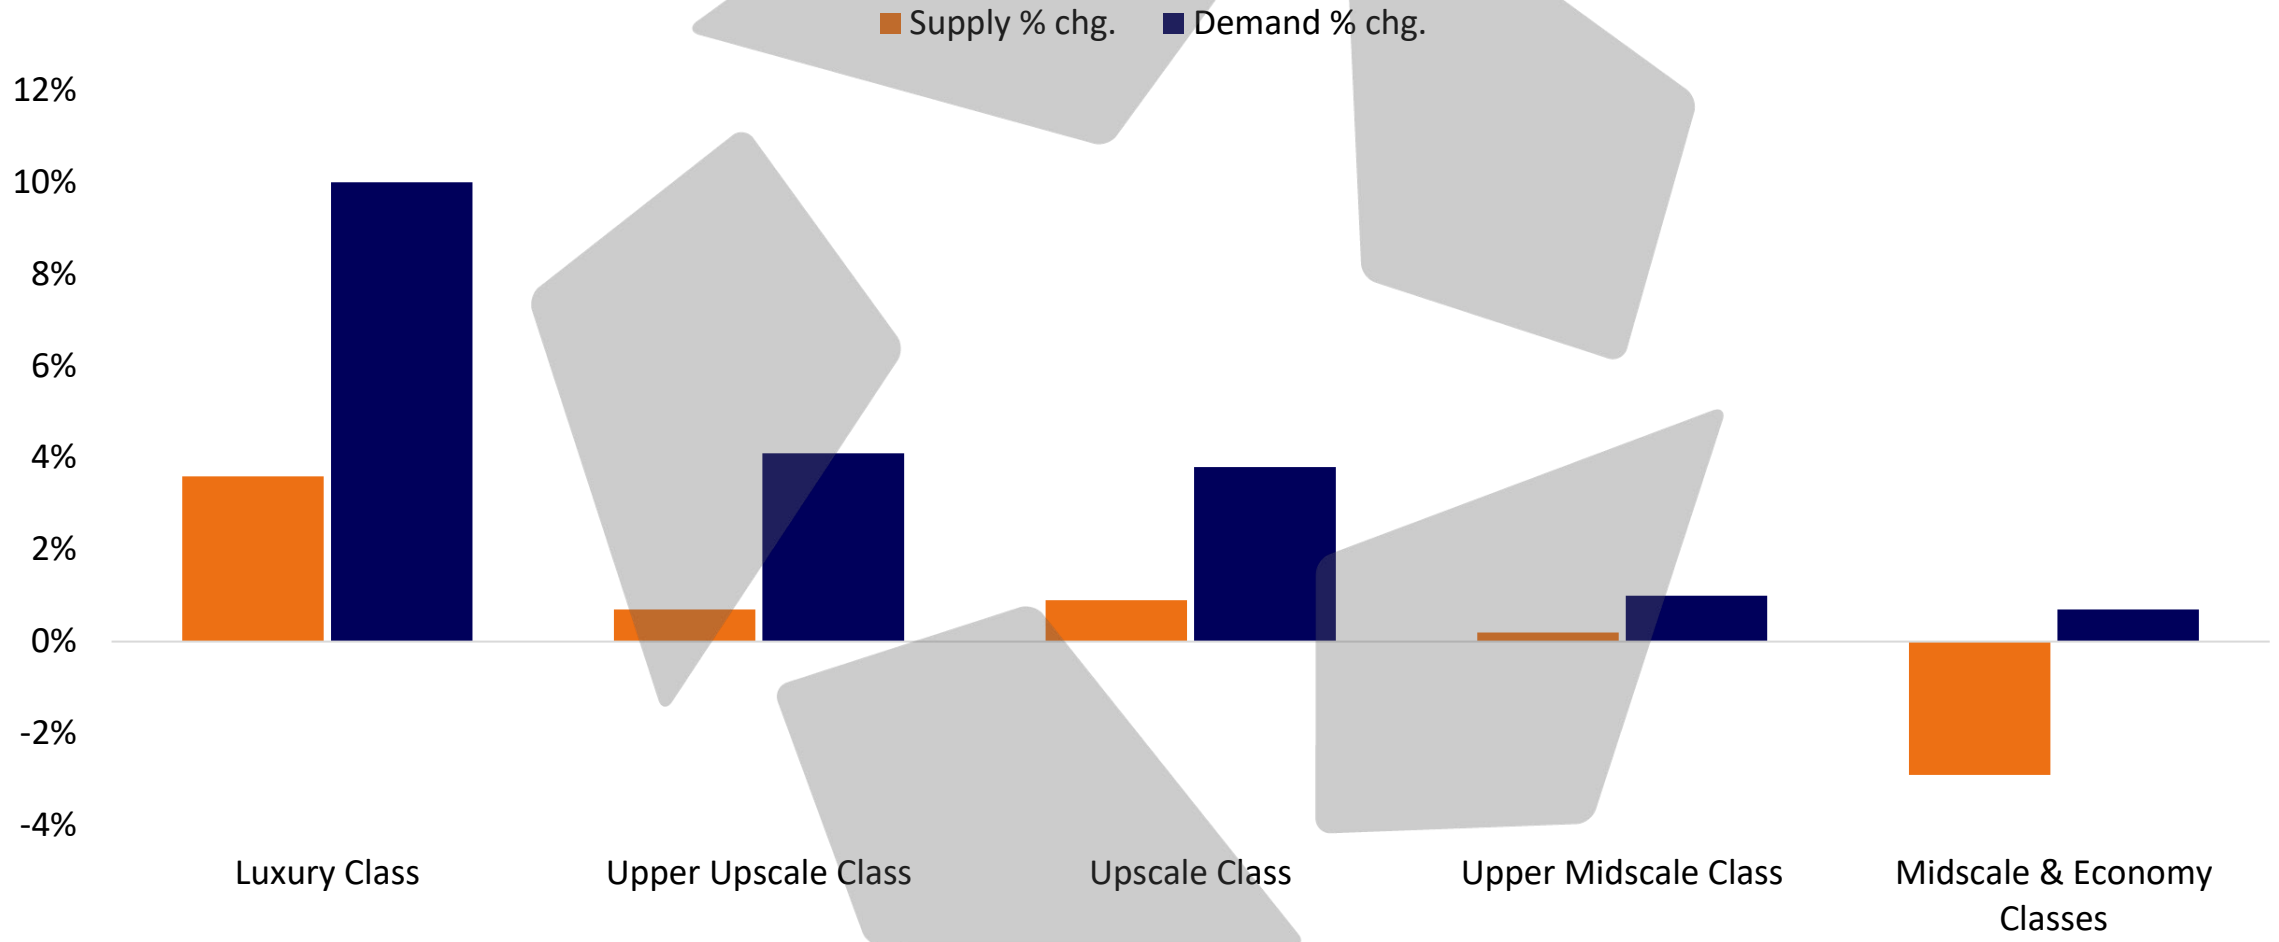 Supply % chg. Demand % chg.
12%
10%
8%
6%
4%
2%
0%
-2%
-4%
Luxury Class
Upper Upscale Class
Upscale Class
Upper Midscale Class
Midscale & Economy
Classes